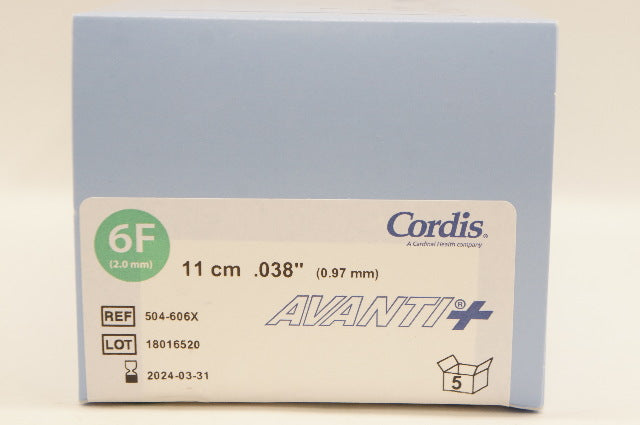 6F
(2.0 mm)
11 cm .038" (0.97 mm)
Cordis®
A Cardinal Health company
AVANTI®+
REF 504-606X
LOT 18016520
2024-03-31
5